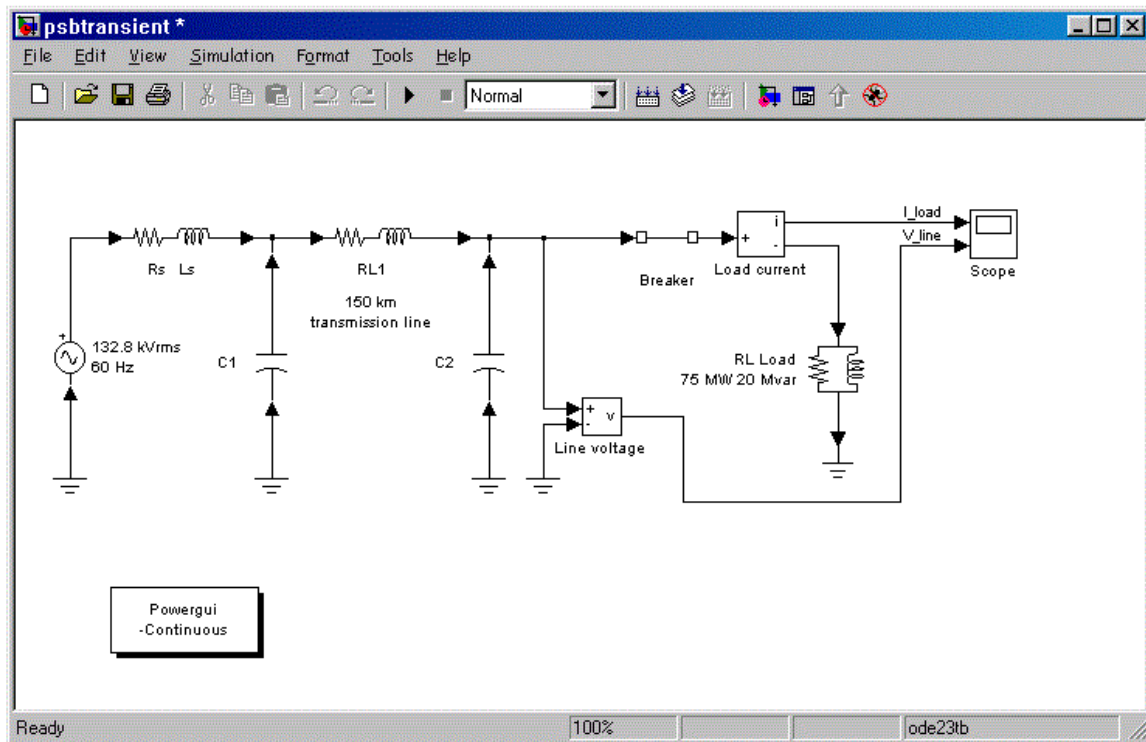 psbtransient *
File Edit View Simulation Format Tools Help
Normal
I_load
V_line
i
+
-
Load current
Scope
Rs Ls
RL1
Breaker
150 km
transmission line
+
132.8 kVrms
60 Hz
C1
C2
RL Load
75 MW 20 Mvar
+
-
v
Line voltage
Powergui
-Continuous
Ready 100% ode23tb